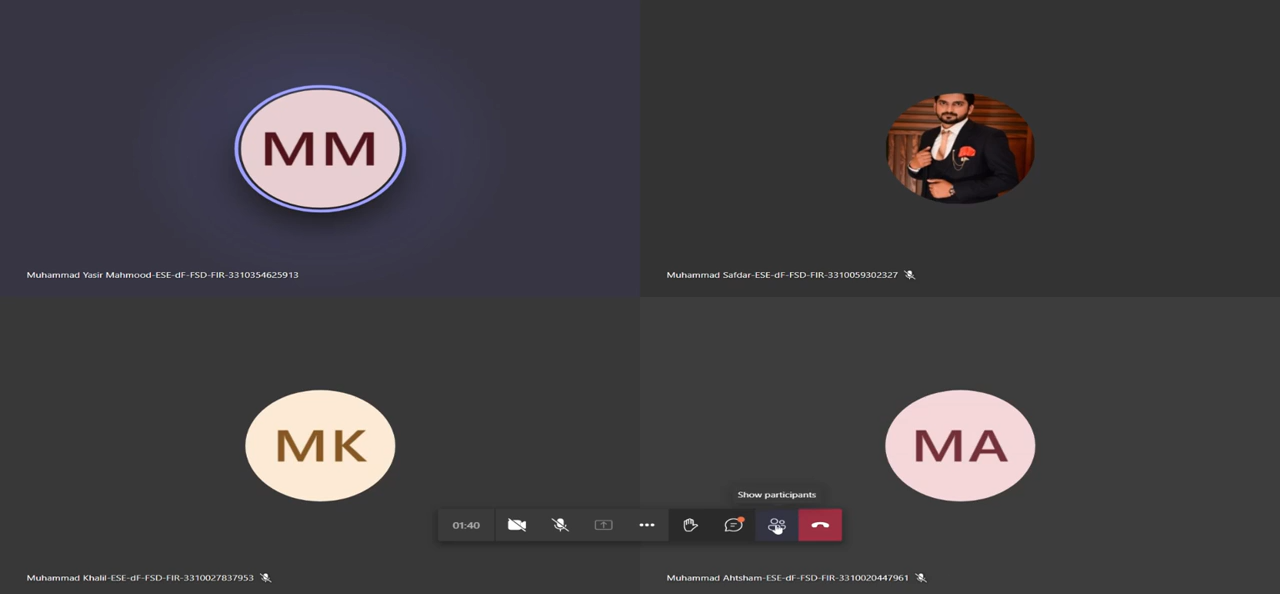 MM
Muhammad Yasir Mahmood-ESE-dF-FSD-FIR-3310354625913
Muhammad Safdar-ESE-dF-FSD-FIR-3310059302327
MK
MA
Show participants
01:40
Muhammad Khalil-ESE-dF-FSD-FIR-3310027837953
Muhammad Ahtsham-ESE-dF-FSD-FIR-3310020447961